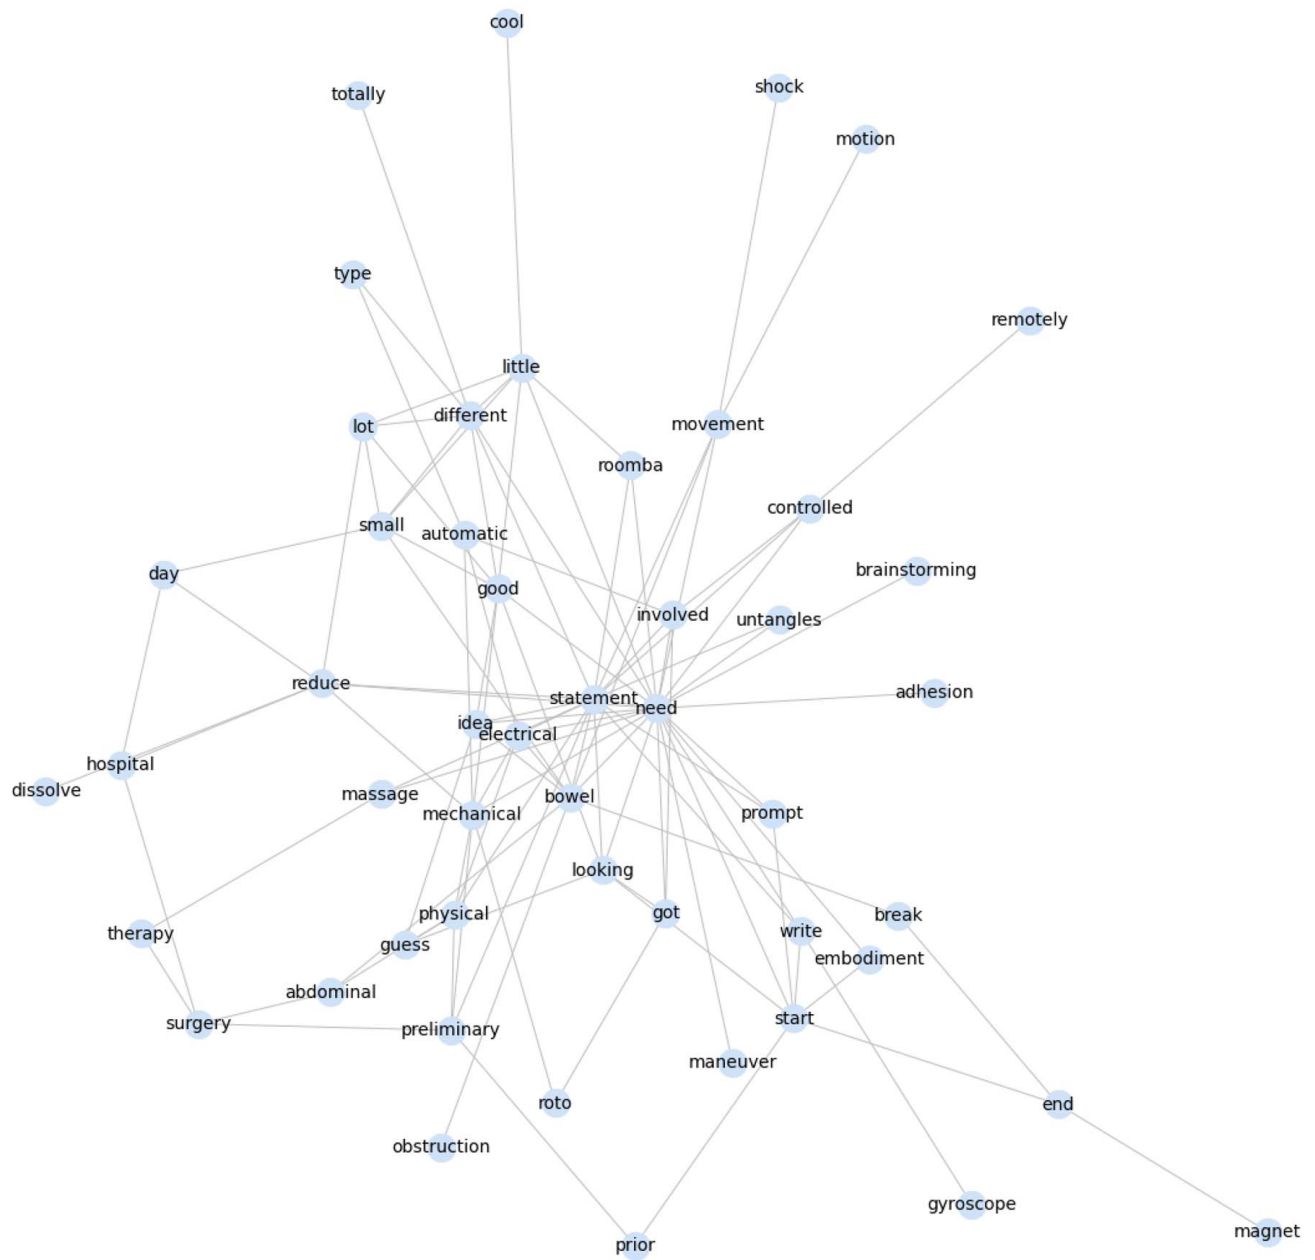 cool
shock
totally
motion
type
remotely
little
different
lot
movement
roomba
controlled
small
automatic
brainstorming
day
good
involved
untangles
reduce
adhesion
statement
need
idea
electrical
hospital
dissolve
massage
bowel
mechanical
prompt
looking
physical
got
break
therapy
write
guess
embodiment
abdominal
surgery
start
preliminary
maneuver
roto
end
obstruction
gyroscope
magnet
prior